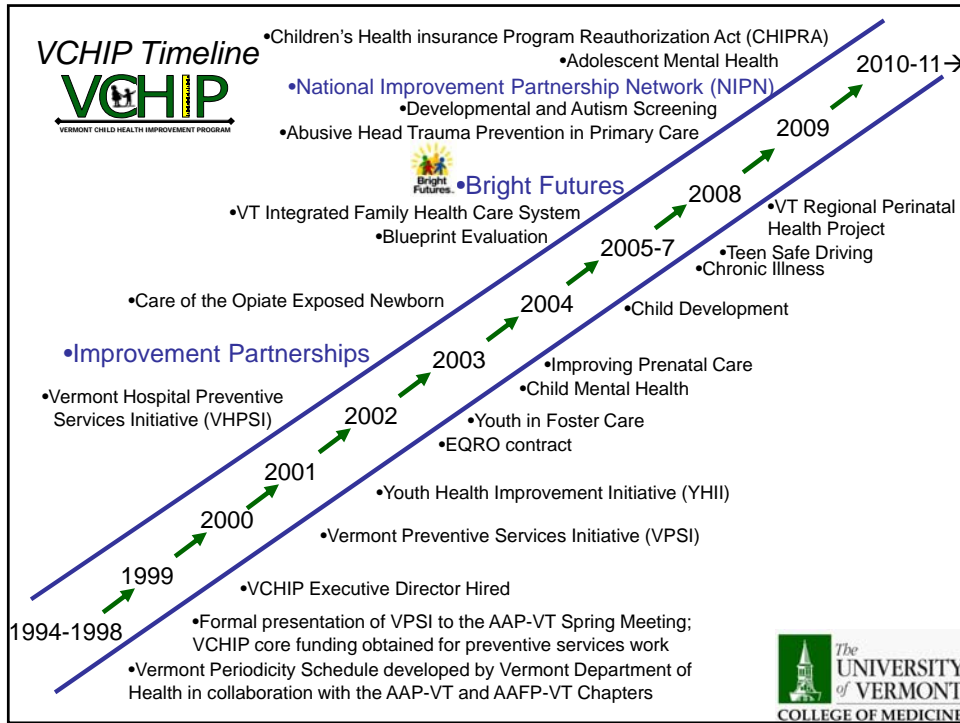 VCHIP Timeline
VCHIP
VERMONT CHILD HEALTH IMPROVEMENT PROGRAM
•Children's Health insurance Program Reauthorization Act (CHIPRA)
•Adolescent Mental Health
•National Improvement Partnership Network (NIPN)
•Developmental and Autism Screening
•Abusive Head Trauma Prevention in Primary Care
Bright
Futures™
•Bright Futures
•VT Integrated Family Health Care System
•Blueprint Evaluation
•Care of the Opiate Exposed Newborn
•Improvement Partnerships
•Vermont Hospital Preventive
Services Initiative (VHPSI)
2010-11→
2009
2008
2005-7
2004
2003
2002
2001
2000
1999
1994-1998
•VT Regional Perinatal
Health Project
•Teen Safe Driving
•Chronic Illness
•Child Development
•Improving Prenatal Care
•Child Mental Health
•Youth in Foster Care
•EQRO contract
•Youth Health Improvement Initiative (YHII)
•Vermont Preventive Services Initiative (VPSI)
•VCHIP Executive Director Hired
•Formal presentation of VPSI to the AAP-VT Spring Meeting;
VCHIP core funding obtained for preventive services work
•Vermont Periodicity Schedule developed by Vermont Department of
Health in collaboration with the AAP-VT and AAFP-VT Chapters
The
UNIVERSITY
of VERMONT
COLLEGE OF MEDICINE